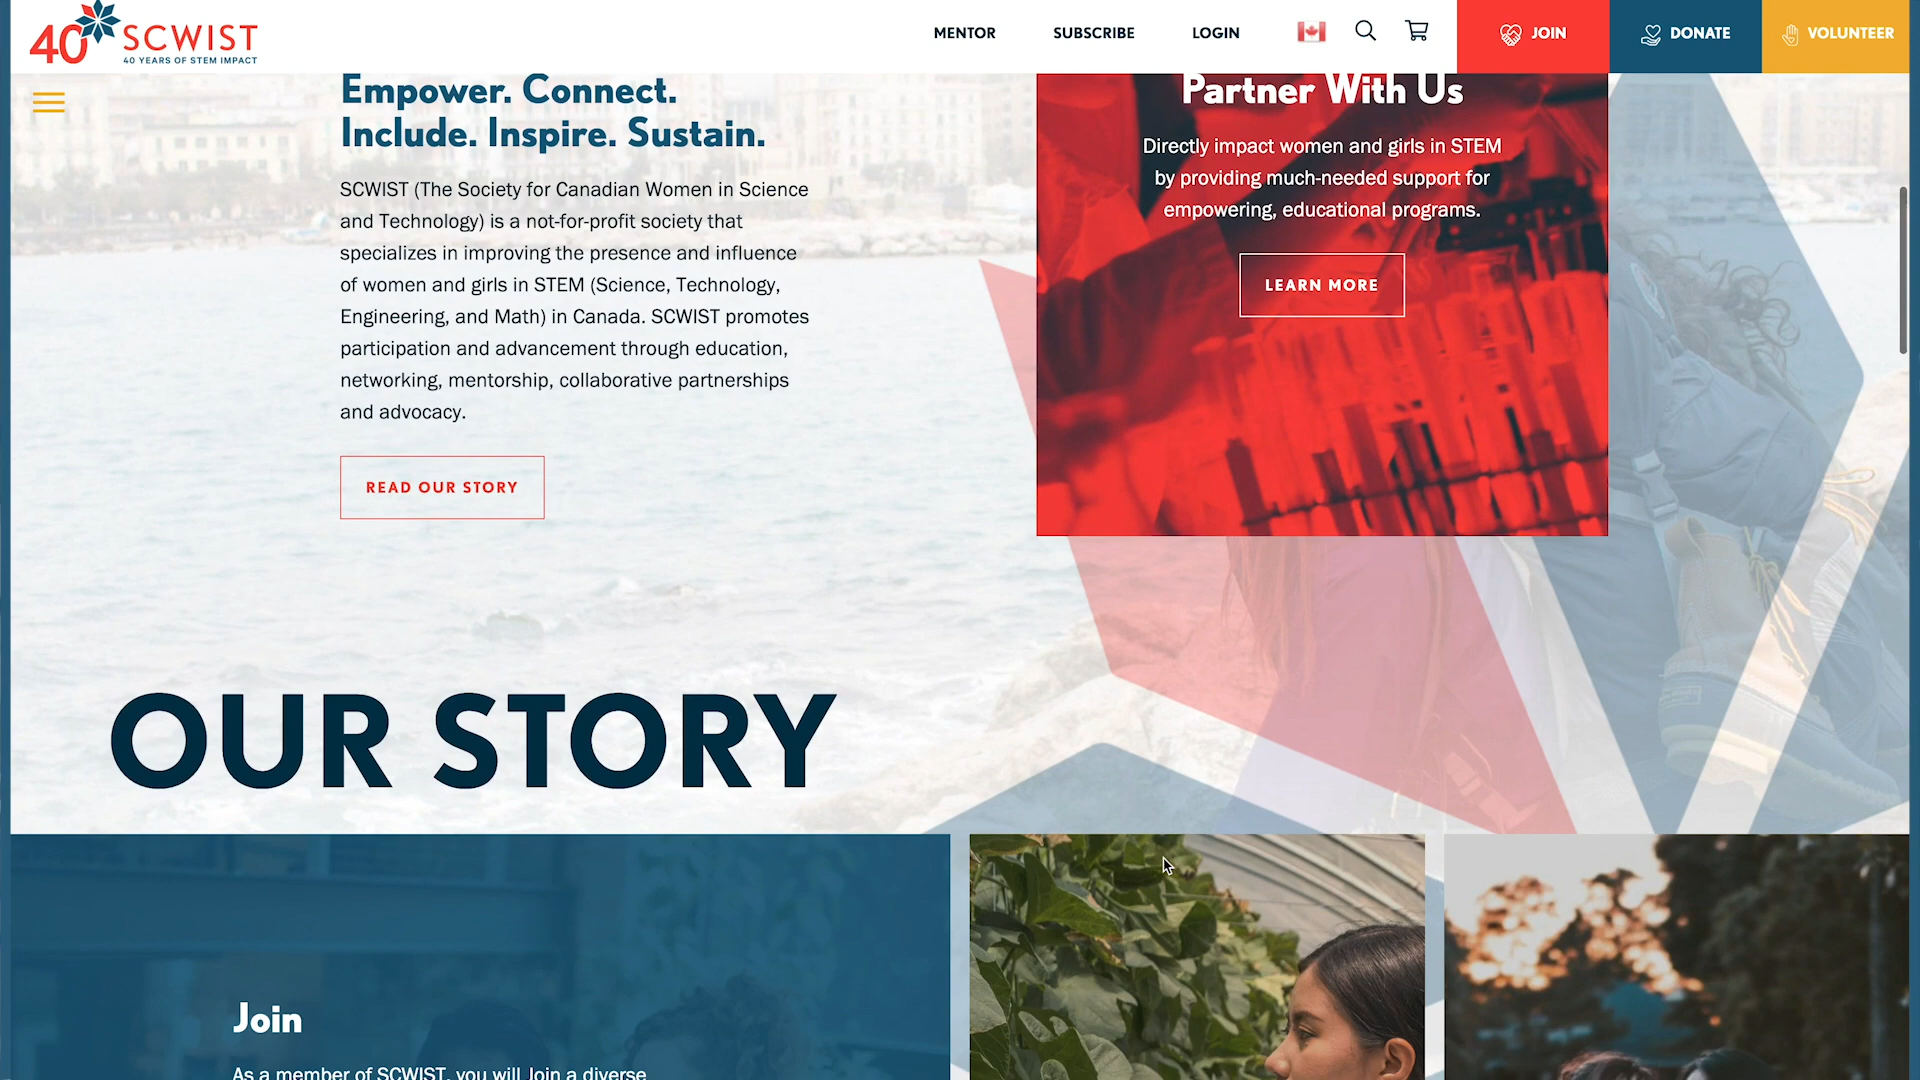 40 SCWIST
40 YEARS OF STEM IMPACT
MENTOR
SUBSCRIBE
LOGIN
JOIN
DONATE
VOLUNTEER
Empower. Connect.
Include. Inspire. Sustain.
SCWIST (The Society for Canadian Women in Science
and Technology) is a not-for-profit society that
specializes in improving the presence and influence
of women and girls in STEM (Science, Technology,
Engineering, and Math) in Canada. SCWIST promotes
participation and advancement through education,
networking, mentorship, collaborative partnerships
and advocacy.
READ OUR STORY
Partner With Us
Directly impact women and girls in STEM
by providing much-needed support for
empowering, educational programs.
LEARN MORE
OUR STORY
Join
As a member of SCWIST, you will Join a diverse